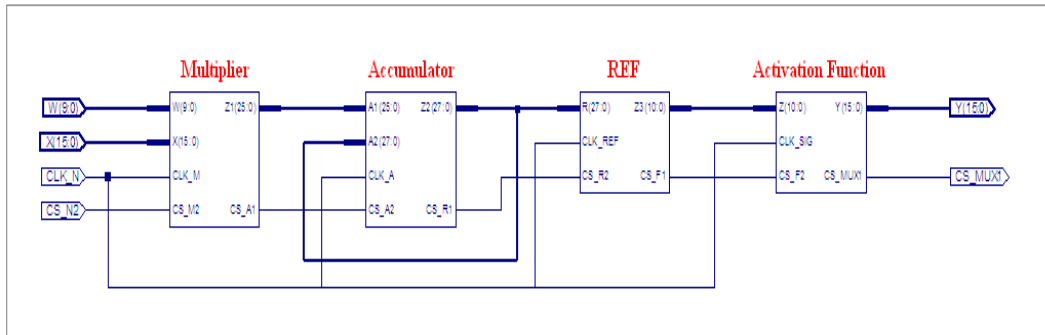 Multiplier Accumulator REF Activation Function
W(9:0) W(9:0) Z1(25:0) A1(25:0) Z2(27:0) R(27:0) Z3(10:0) Z(10:0) Y(15:0) Y(15:0)
X(15:0) X(15:0) A2(27:0) CLK_REF CLK_SIG
CLK_N CLK_M CLK_A CS_R2 CS_F1 CS_F2 CS_MUX1 CS_MUX1
CS_N2 CS_M2 CS_A1 CS_A2 CS_R1